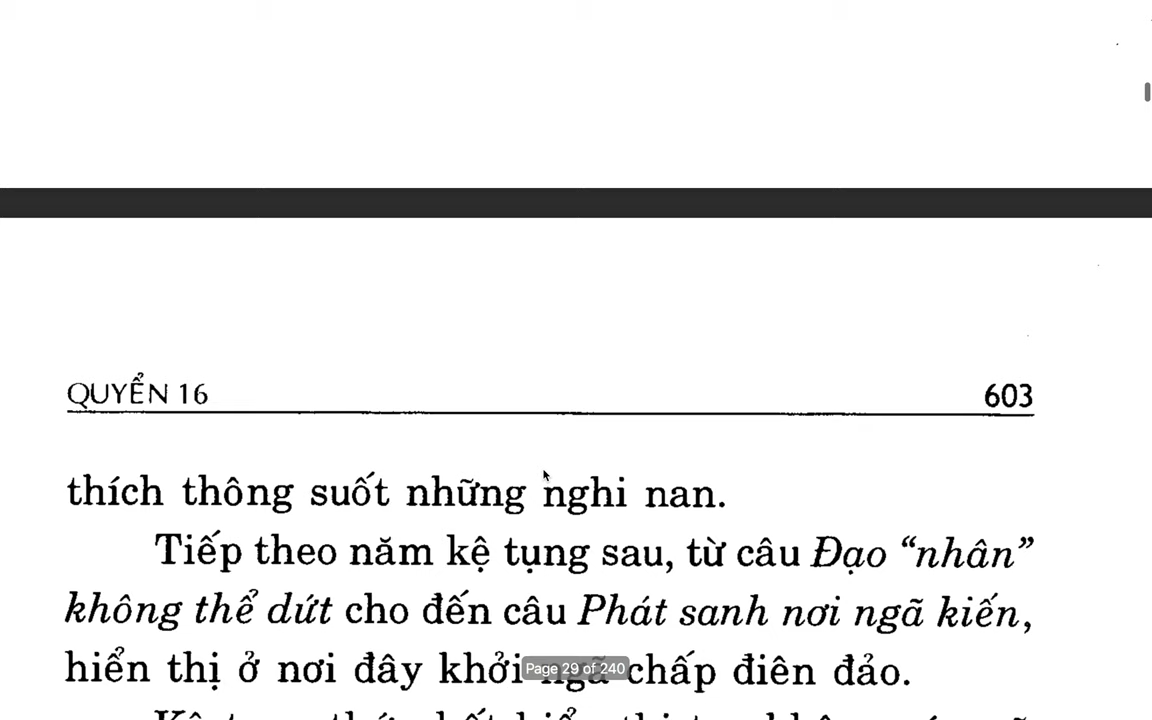 QUYỂN 16
603
thích thông suốt những nghi nan.
Tiếp theo năm kệ tụng sau, từ câu Đạo “nhân”
không thể dứt cho đến câu Phát sanh nơi ngã kiến,
hiển thị ở nơi đây khởi ngã chấp điên đảo.
Page 29 of 240